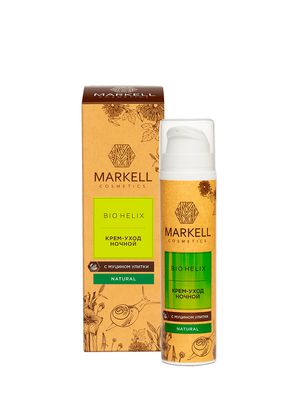 MARKELL
COSMETICS
BIO HELIX
КРЕМ-УХОД
НОЧНОЙ
С МУЦИНОМ УЛИТКИ
NATURAL
MARKELL
COSMETICS
BIO HELIX
КРЕМ-УХОД
НОЧНОЙ
С МУЦИНОМ УЛИТКИ
NATURAL